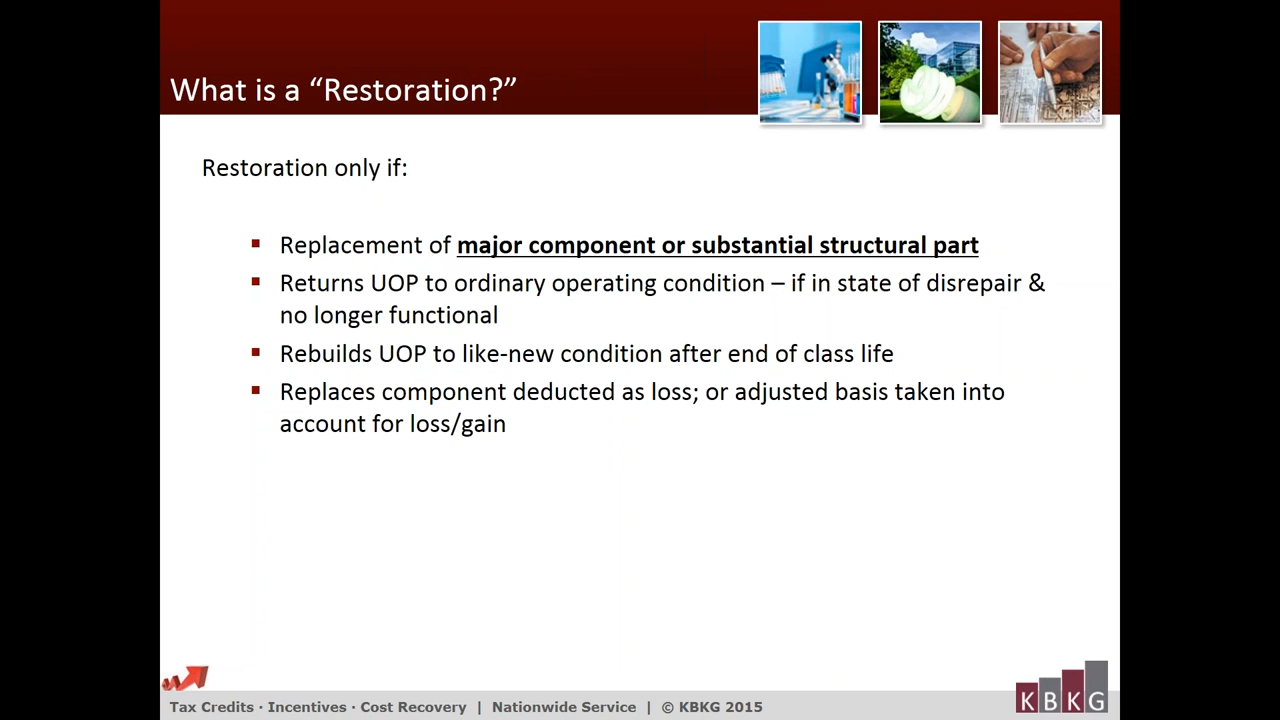 What is a “Restoration?”
Restoration only if:
▪ Replacement of major component or substantial structural part
▪ Returns UOP to ordinary operating condition – if in state of disrepair &
no longer functional
▪ Rebuilds UOP to like-new condition after end of class life
▪ Replaces component deducted as loss; or adjusted basis taken into
account for loss/gain
Tax Credits · Incentives · Cost Recovery | Nationwide Service | © KBKG 2015
KBKG